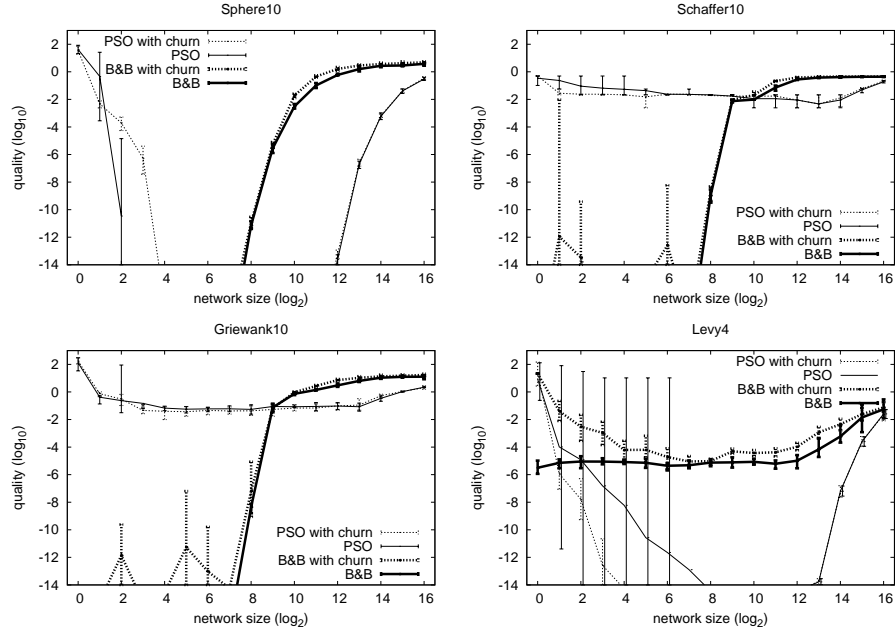 Sphere10
quality (log10)
2
0
-2
-4
-6
-8
-10
-12
-14
PSO with churn
PSO
B&B with churn
B&B
0 2 4 6 8 10 12 14 16
network size (log2)
Schaffer10
quality (log10)
2
0
-2
-4
-6
-8
-10
-12
-14
PSO with churn
PSO
B&B with churn
B&B
0 2 4 6 8 10 12 14 16
network size (log2)
Griewank10
quality (log10)
2
0
-2
-4
-6
-8
-10
-12
-14
PSO with churn
PSO
B&B with churn
B&B
0 2 4 6 8 10 12 14 16
network size (log2)
Levy4
quality (log10)
2
0
-2
-4
-6
-8
-10
-12
-14
PSO with churn
PSO
B&B with churn
B&B
0 2 4 6 8 10 12 14 16
network size (log2)